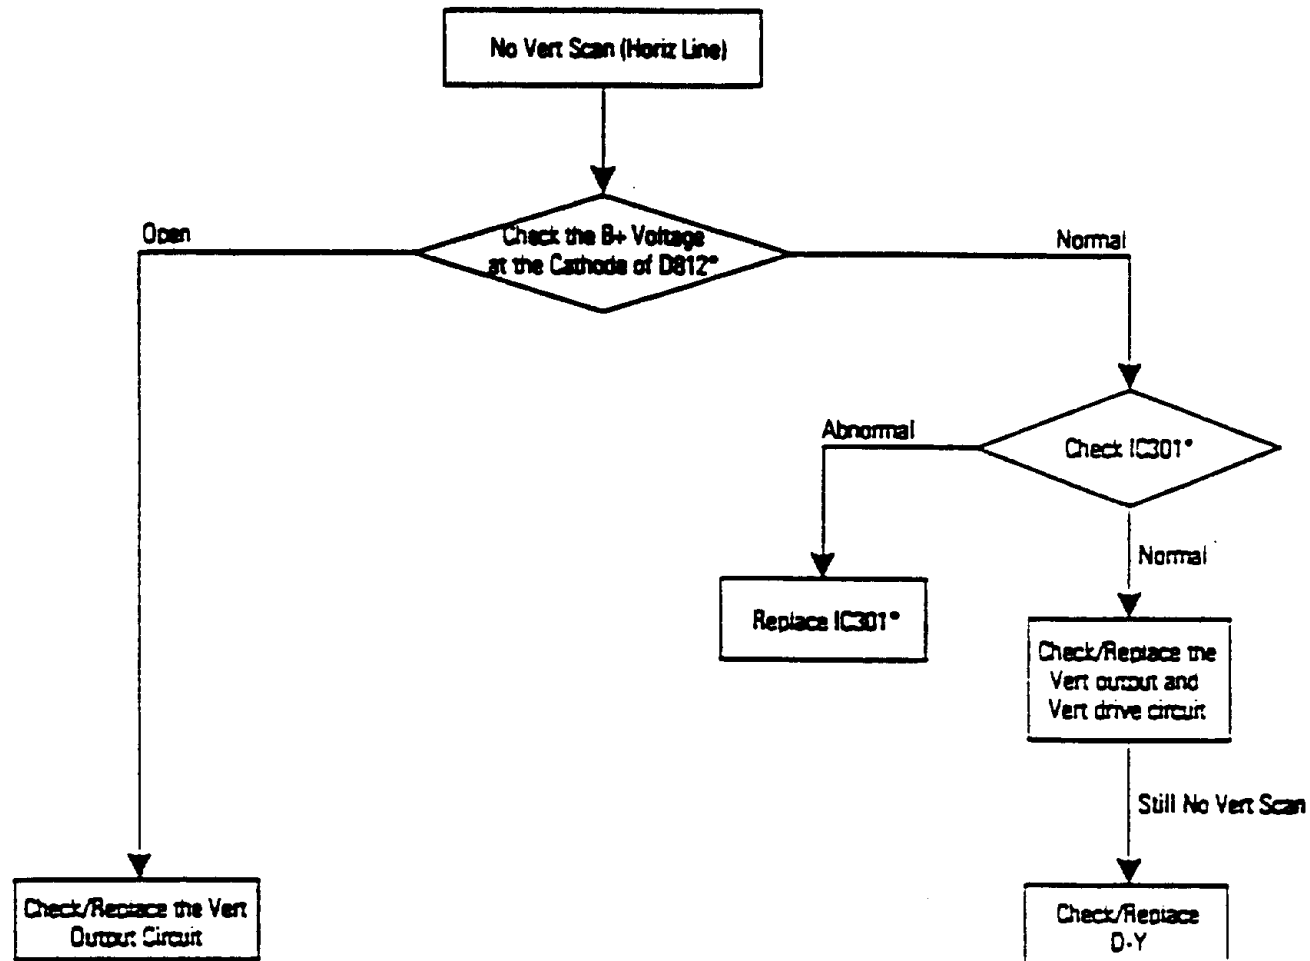 No Vert Scan (Horiz Line)
Open
Check the B+ Voltage
at the Cathode of D812*
Normal
Abnormal
Check IC301*
Normal
Replace IC301*
Check/Replace the
Vert output and
Vert drive circuit
Still No Vert Scan
Check/Replace the Vert
Output Circuit
Check/Replace
D-Y